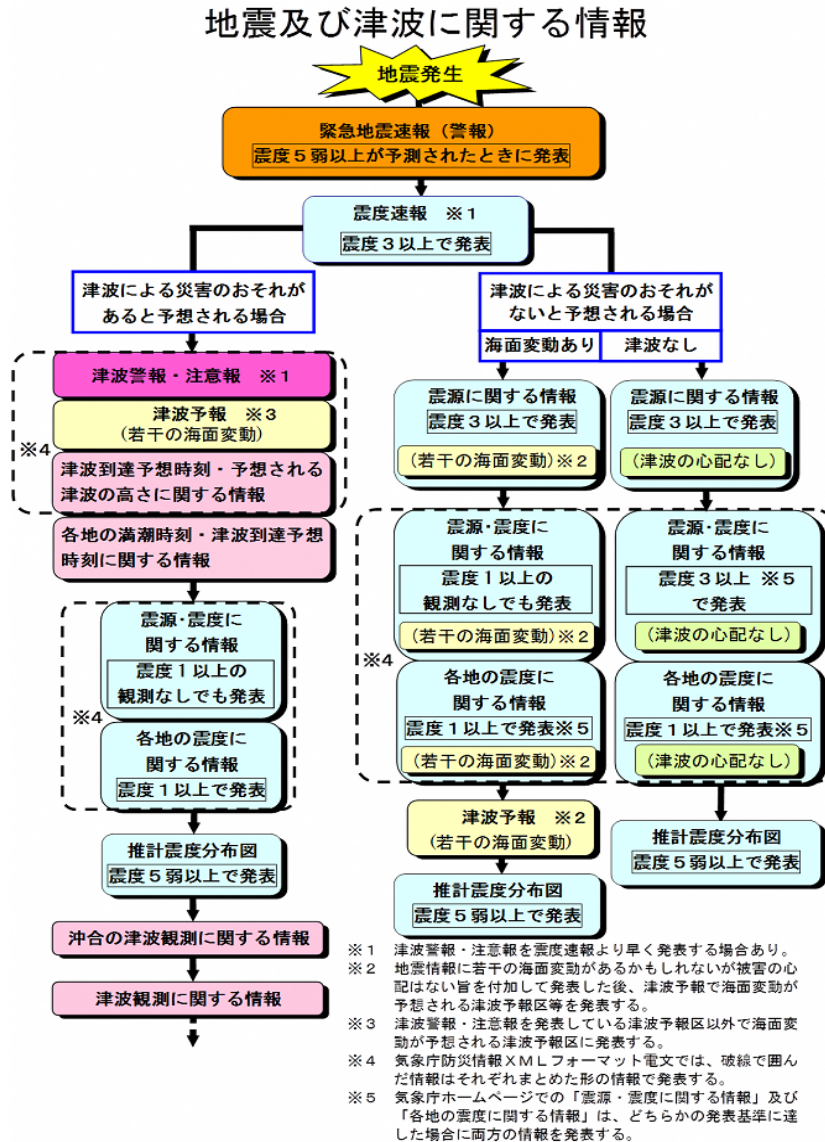 地震及び津波に関する情報
地震発生
緊急地震速報（警報）
震度５弱以上が予測されたときに発表
震度速報　※１
震度３以上で発表
津波による災害のおそれが
あると予想される場合
津波警報・注意報　※１
津波予報　※３
(若干の海面変動)
津波到達予想時刻・予想される
津波の高さに関する情報
※４
各地の満潮時刻・津波到達予想
時刻に関する情報
震源・震度に
関する情報
震度１以上の
観測なしでも発表
※４
各地の震度に
関する情報
震度１以上で発表
推計震度分布図
震度５弱以上で発表
沖合の津波観測に関する情報
津波観測に関する情報
津波による災害のおそれが
ないと予想される場合
海面変動あり
津波なし
震源に関する情報
震度３以上で発表
(若干の海面変動)※２
震源・震度に
関する情報
震度１以上の
観測なしでも発表
(若干の海面変動)※２
※４
各地の震度に
関する情報
震度１以上で発表※５
(若干の海面変動)※２
津波予報　※２
(若干の海面変動)
推計震度分布図
震度５弱以上で発表
震源に関する情報
震度３以上で発表
(津波の心配なし)
震源・震度に
関する情報
震度３以上　※５
で発表
(津波の心配なし)
各地の震度に
関する情報
震度１以上で発表※５
(津波の心配なし)
推計震度分布図
震度５弱以上で発表
※１　津波警報・注意報を震度速報より早く発表する場合あり。
※２　地震情報に若干の海面変動があるかもしれないが被害の心
配はない旨を付加して発表した後、津波予報で海面変動が
予想される津波予報区等を発表する。
※３　津波警報・注意報を発表している津波予報区以外で海面変
動が予想される津波予報区に発表する。
※４　気象庁防災情報ＸＭＬフォーマット電文では、破線で囲ん
だ情報はそれぞれまとめた形の情報で発表する。
※５　気象庁ホームページでの「震源・震度に関する情報」及び
「各地の震度に関する情報」は、どちらかの発表基準に達
した場合に両方の情報を発表する。